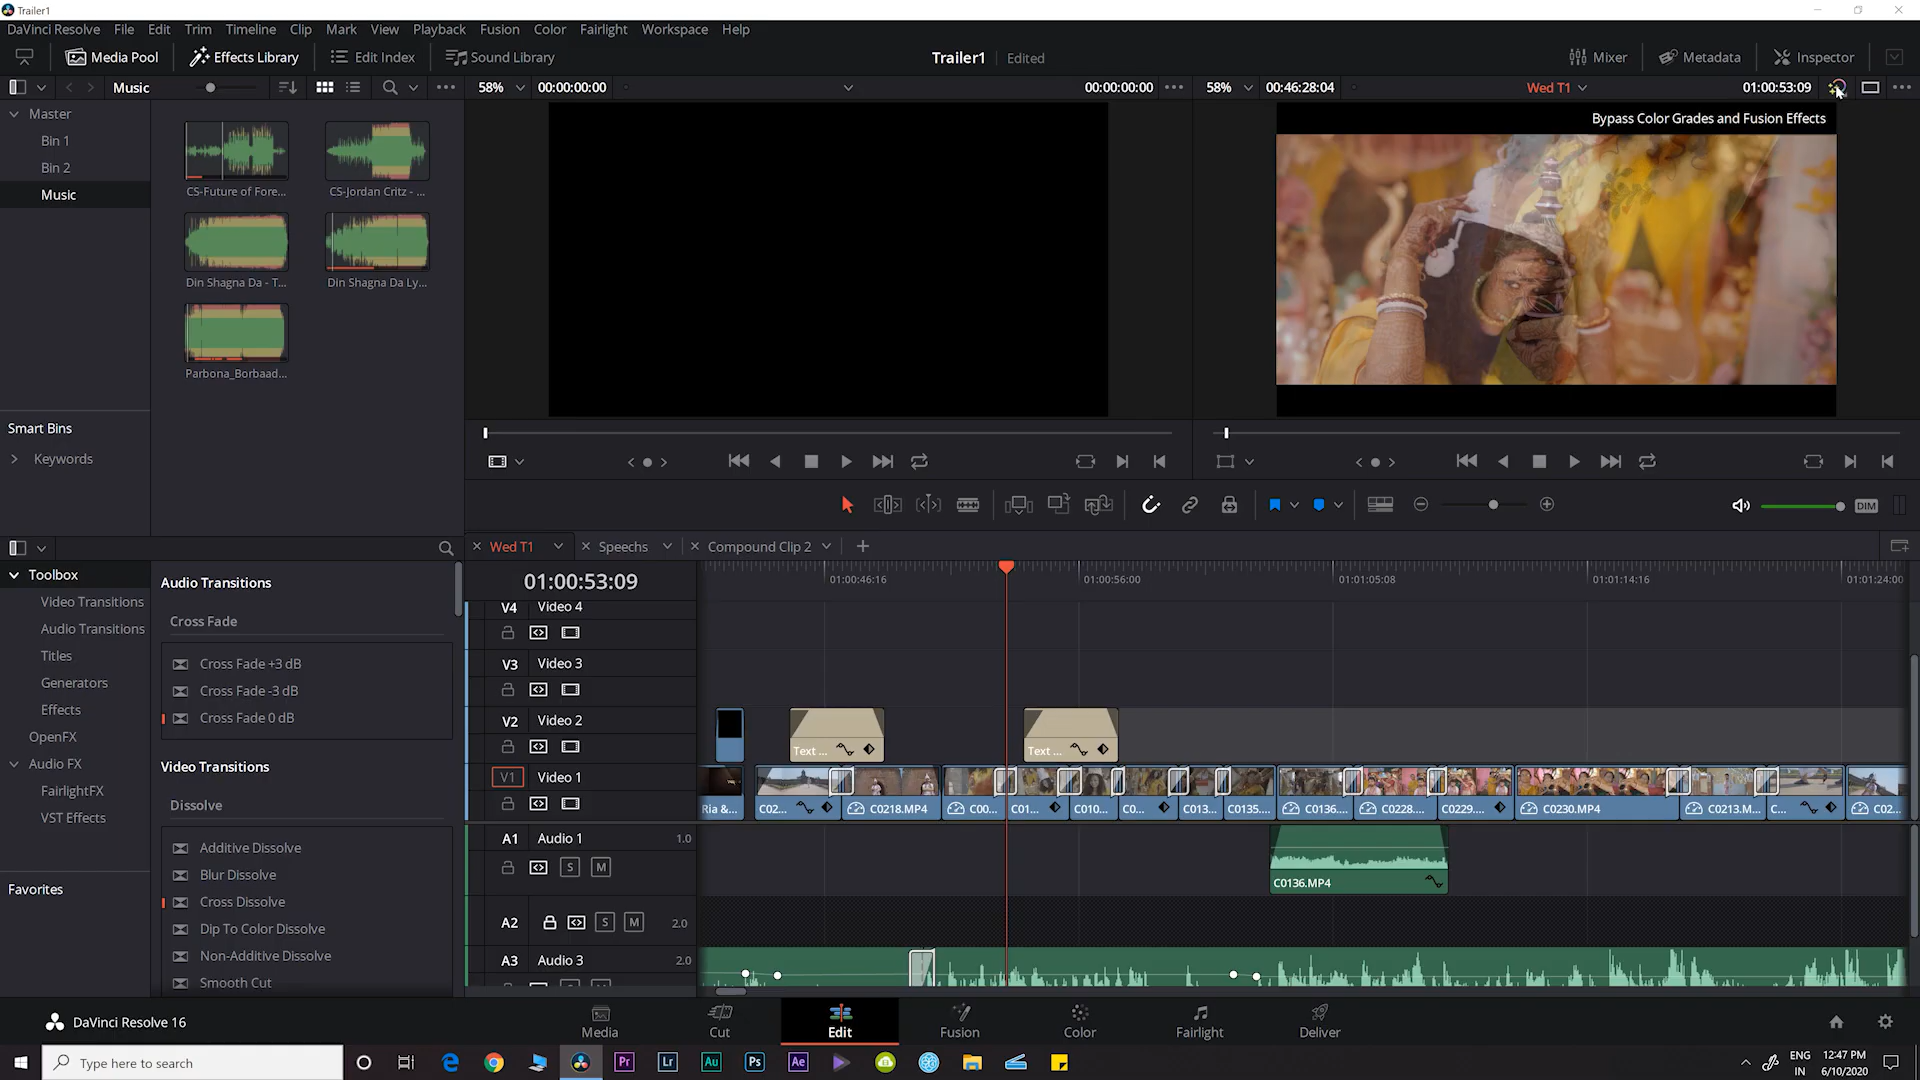 Trailer1
DaVinci Resolve File Edit Trim Timeline Clip Mark View Playback Fusion Color Fairlight Workspace Help
Media Pool Effects Library Edit Index Sound Library Trailer1 Edited Mixer Metadata Inspector
Music 58% 00:00:00:00 00:00:00:00 58% 00:46:28:04 Wed T1 01:00:53:09
Bypass Color Grades and Fusion Effects
Master
Bin 1
Bin 2
Music
CS-Future of Fore... CS-Jordan Critz - ...
Din Shagna Da - T... Din Shagna Da Ly...
Parbona_Borbaad...
Smart Bins
Keywords
DIM
Wed T1 Speechs Compound Clip 2
Toolbox
Video Transitions
Audio Transitions
Titles
Generators
Effects
OpenFX
Audio FX
FairlightFX
VST Effects
Favorites
Audio Transitions
Cross Fade
Cross Fade +3 dB
Cross Fade -3 dB
Cross Fade 0 dB
Video Transitions
Dissolve
Additive Dissolve
Blur Dissolve
Cross Dissolve
Dip To Color Dissolve
Non-Additive Dissolve
Smooth Cut
01:00:53:09
01:00:46:16 01:00:56:00 01:01:05:08 01:01:14:16 01:01:24:00
V4 Video 4
V3 Video 3
V2 Video 2
Text ... Text ...
V1 Video 1
Ria &... C02... C0218.MP4 C00... C01... C010... C0... C013... C0135.... C0136.... C0228.... C0229.... C0230.MP4 C0213.M... C... C02...
A1 Audio 1 1.0
S M
C0136.MP4
A2 S M 2.0
A3 Audio 3 2.0
DaVinci Resolve 16
Media Cut Edit Fusion Color Fairlight Deliver
Type here to search
Pr Lr Au Ps Ae
ENG
IN
12:47 PM
6/10/2020